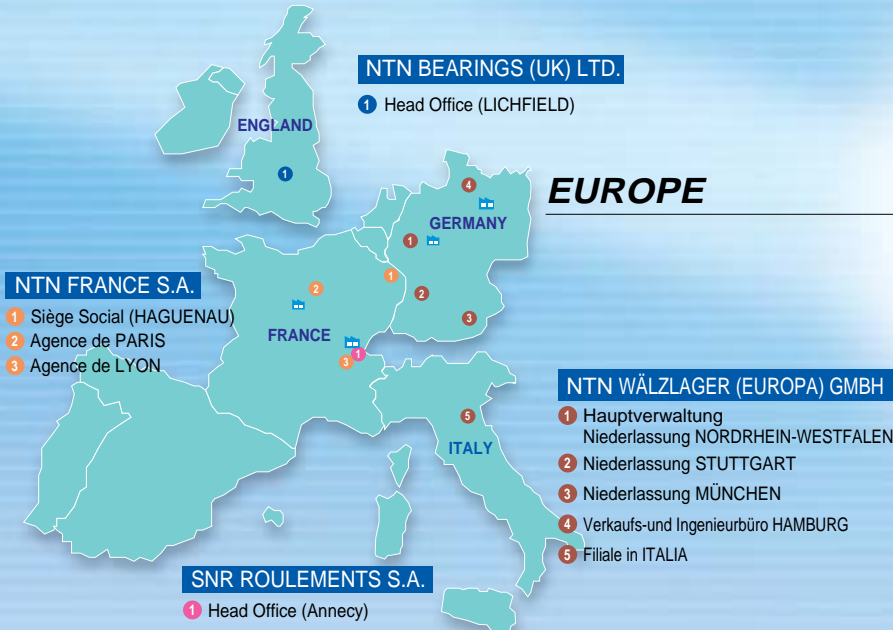 NTN BEARINGS (UK) LTD.
1 Head Office (LICHFIELD)
ENGLAND
1
EUROPE
4
GERMANY
1
1
2
2
3
NTN FRANCE S.A.
1 Siège Social (HAGUENAU)
2 Agence de PARIS
3 Agence de LYON
FRANCE
1
3
NTN WÄLZLAGER (EUROPA) GMBH
1 Hauptverwaltung
Niederlassung NORDRHEIN-WESTFALEN
2 Niederlassung STUTTGART
3 Niederlassung MÜNCHEN
4 Verkaufs-und Ingenieurbüro HAMBURG
5 Filiale in ITALIA
5
ITALY
SNR ROULEMENTS S.A.
1 Head Office (Annecy)